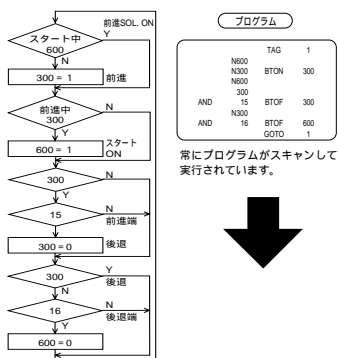 前進SOL. ON
スタート中
600
Y
N
300 = 1
前進
前進中
300
N
Y
600 = 1
スタート
ON
300
N
Y
15
N
前進端
Y
300 = 0
後退
300
Y
後退
N
16
N
後退端
Y
600 = 0
プログラム
TAG 1
N600
N300 BTON 300
N600
300
AND 15 BTOF 300
N300
AND 16 BTOF 600
GOTO 1
常にプログラムがスキャンして
実行されています。